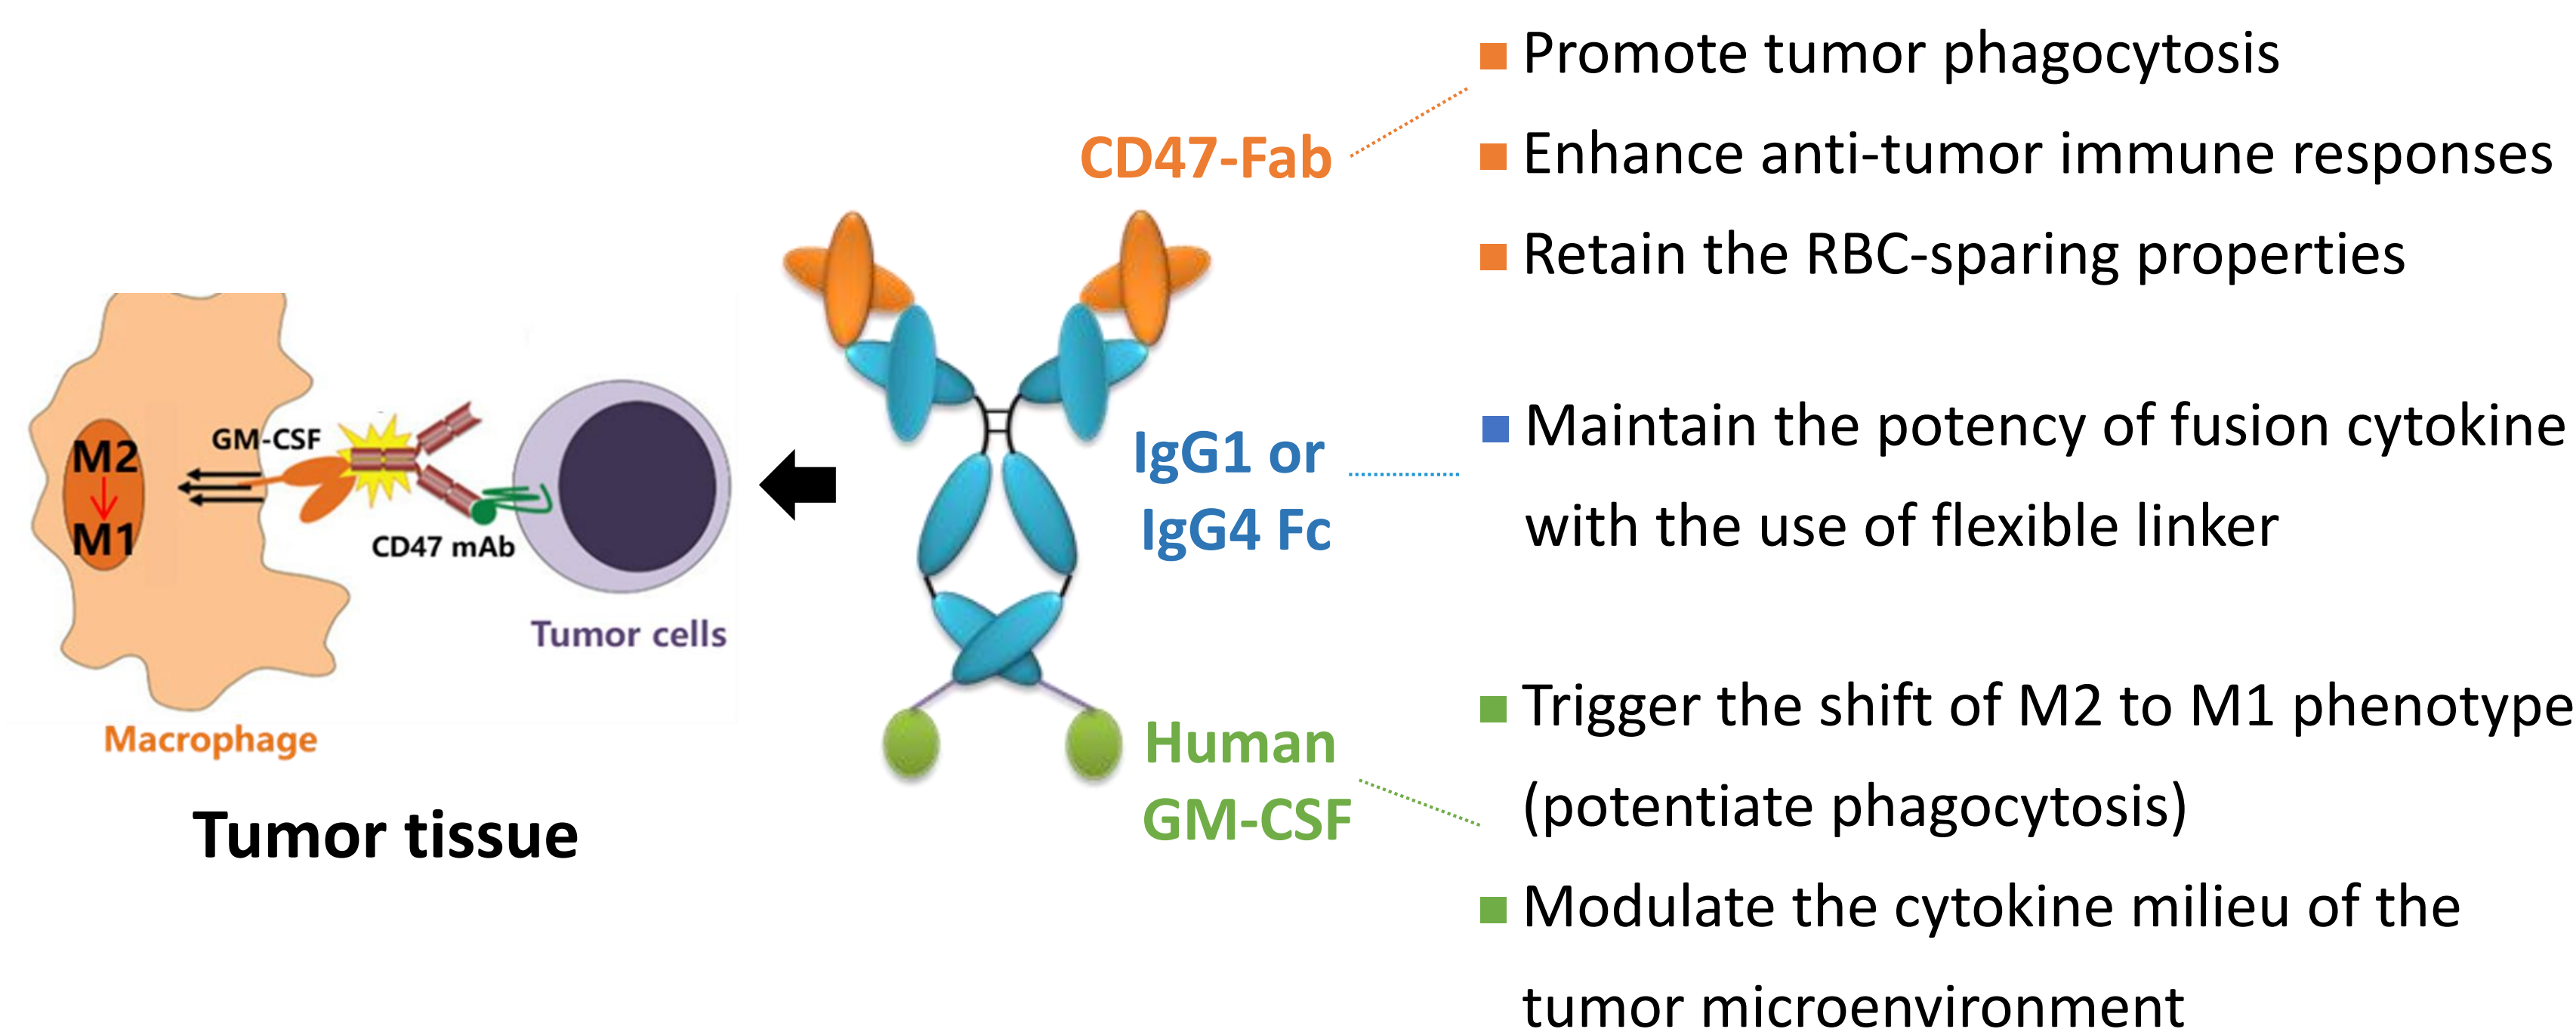 Promote tumor phagocytosis
CD47-Fab
Enhance anti-tumor immune responses
Retain the RBC-sparing properties
M2
M1
GM-CSF
CD47 mAb
Tumor cells
Macrophage
Tumor tissue
IgG1 or
IgG4 Fc
Maintain the potency of fusion cytokine
with the use of flexible linker
Human
GM-CSF
Trigger the shift of M2 to M1 phenotype
(potentiate phagocytosis)
Modulate the cytokine milieu of the
tumor microenvironment